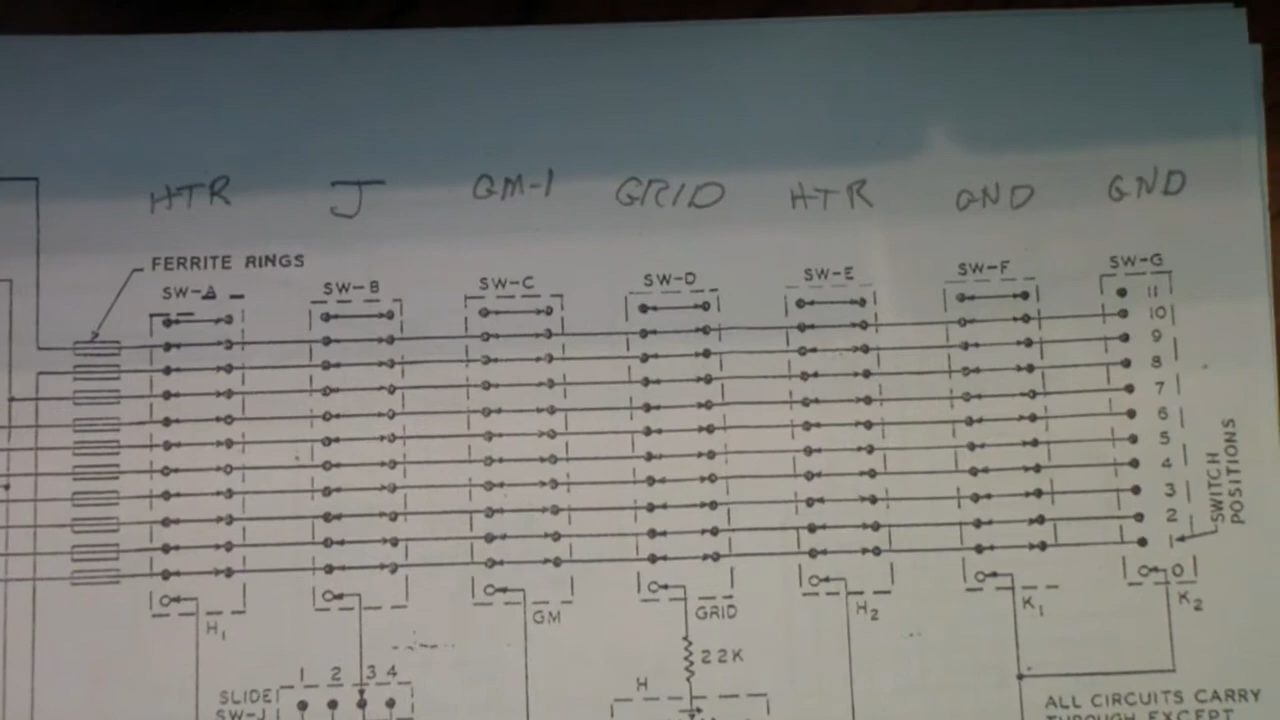 HTR J GM-1 GRID HTR GND GND
FERRITE RINGS
SW-A SW-B SW-C SW-D SW-E SW-F SW-G
11
10
9
8
7
6
5
4
3
2
1
0
SWITCH
POSITIONS
H1 GM GRID H2 K1 K2
22K
1 2 3 4
H
SLIDE
SW-J
ALL CIRCUITS CARRY
THROUGH EXCEPT